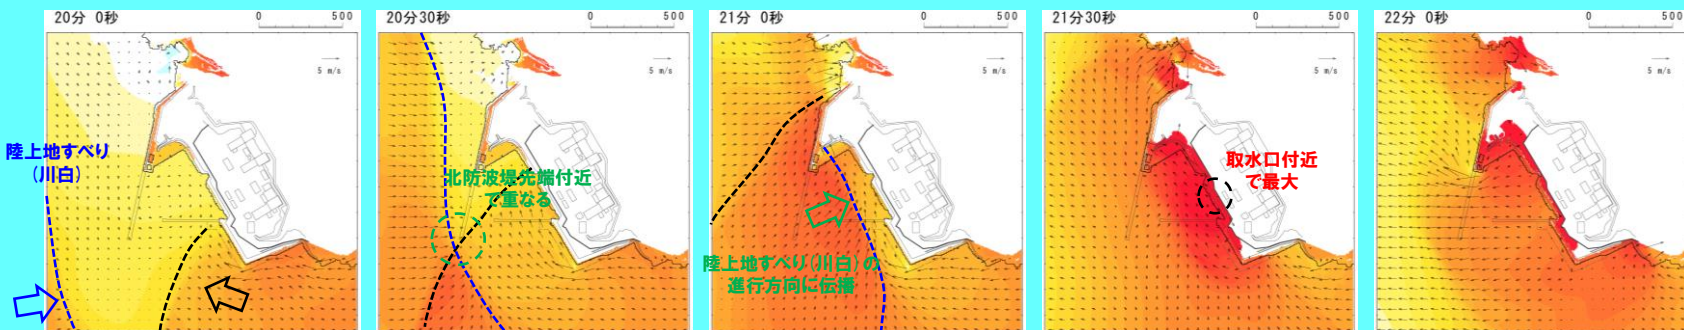 20分 0秒
0 500
5 m/s
陸上地すべり
(川白)
20分30秒
0 500
5 m/s
北防波堤先端付近
で重なる
21分 0秒
0 500
5 m/s
陸上地すべり(川白)の
進行方向に伝播
21分30秒
0 500
5 m/s
取水口付近
で最大
22分 0秒
0 500
5 m/s